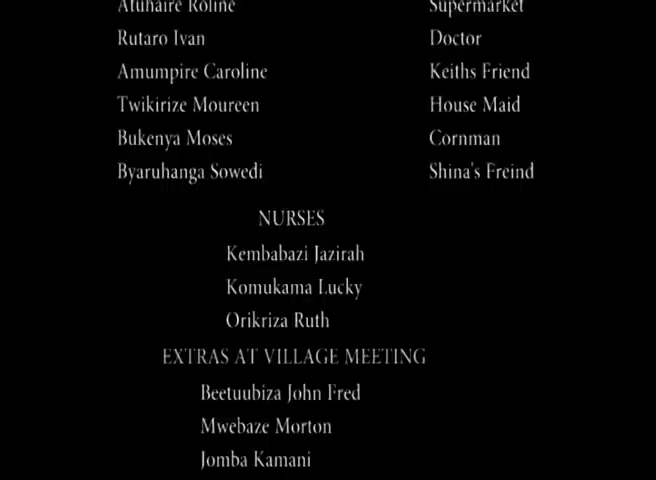 Atuhaire Roline Supermarket
Rutaro Ivan Doctor
Amumpire Caroline Keiths Friend
Twikirize Moureen House Maid
Bukenya Moses Cornman
Byaruhanga Sowedi Shina's Freind
NURSES
Kembabazi Jazirah
Komukama Lucky
Orikriza Ruth
EXTRAS AT VILLAGE MEETING
Beetuubiza John Fred
Mwebaze Morton
Jomba Kamani